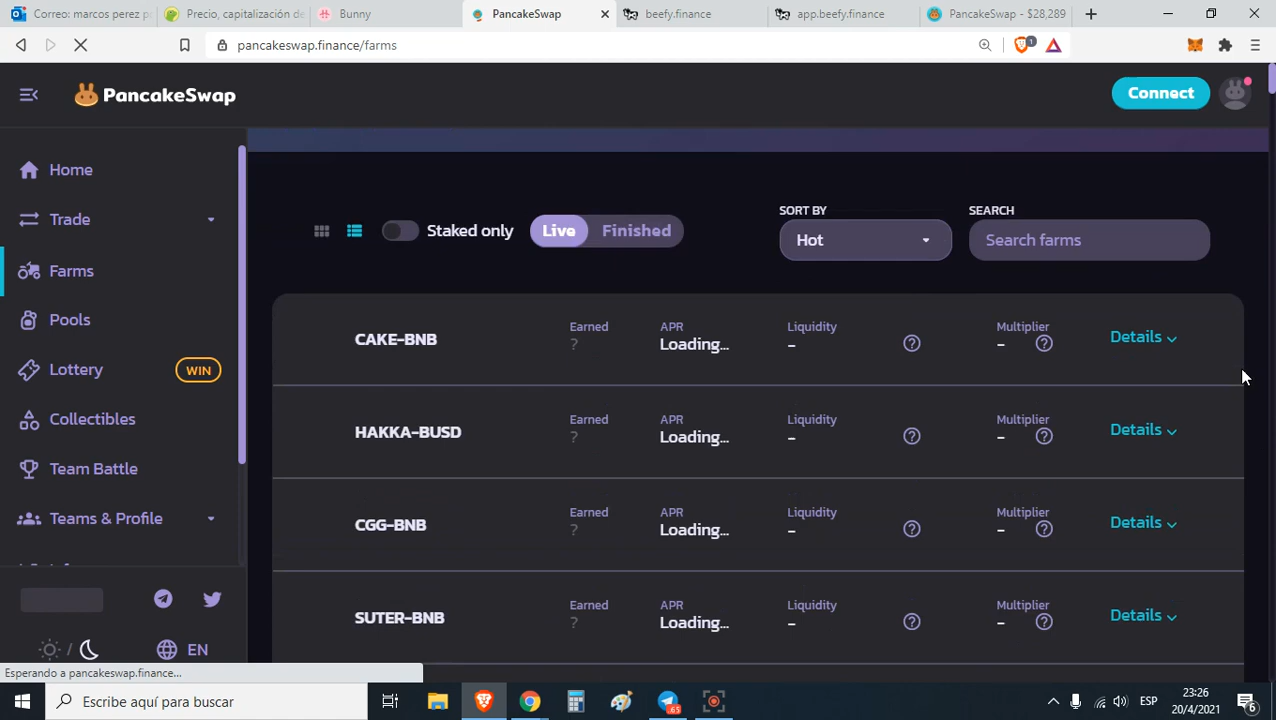 Correo: marcos perez p
Precio, capitalización de
Bunny
PancakeSwap
beefy.finance
app.beefy.finance
PancakeSwap - $28,289
pancakeswap.finance/farms
1
PancakeSwap
Connect
Home
Trade
Farms
Pools
Lottery
WIN
Collectibles
Team Battle
Teams & Profile
EN
Staked only
Live
Finished
SORT BY
Hot
SEARCH
Search farms
CAKE-BNB
Earned
?
APR
Loading...
Liquidity
-
Multiplier
-
Details
HAKKA-BUSD
Earned
?
APR
Loading...
Liquidity
-
Multiplier
-
Details
CGG-BNB
Earned
?
APR
Loading...
Liquidity
-
Multiplier
-
Details
SUTER-BNB
Earned
?
APR
Loading...
Liquidity
-
Multiplier
-
Details
Esperando a pancakeswap.finance...
Escribe aquí para buscar
65
ESP
23:26
20/4/2021
6